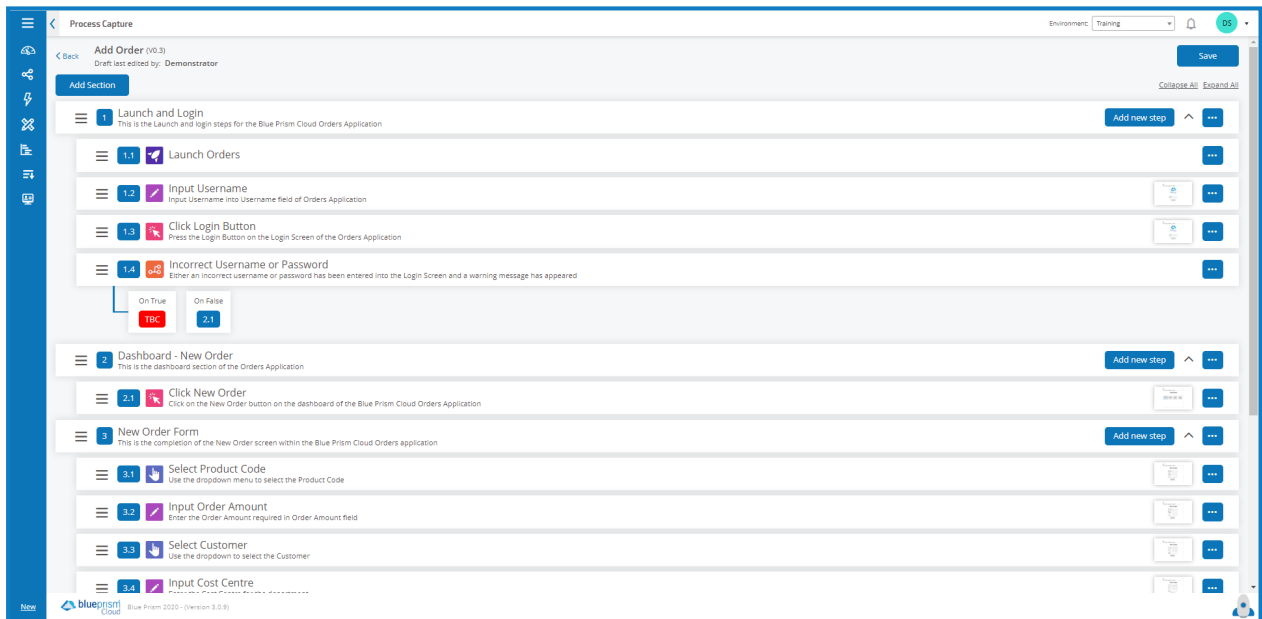 Process Capture
Environment: Training
DS
Back
Add Order (V0.3)
Draft last edited by: Demonstrator
Save
Add Section
Collapse All Expand All
1 Launch and Login
This is the Launch and login steps for the Blue Prism Cloud Orders Application
Add new step
1.1 Launch Orders
1.2 Input Username
Input Username into Username field of Orders Application
1.3 Click Login Button
Press the Login Button on the Login Screen of the Orders Application
1.4 Incorrect Username or Password
Either an incorrect username or password has been entered into the Login Screen and a warning message has appeared
On True On False
TBC 2.1
2 Dashboard - New Order
This is the dashboard section of the Orders Application
Add new step
2.1 Click New Order
Click on the New Order button on the dashboard of the Blue Prism Cloud Orders Application
3 New Order Form
This is the completion of the New Order screen within the Blue Prism Cloud Orders application
Add new step
3.1 Select Product Code
Use the dropdown menu to select the Product Code
3.2 Input Order Amount
Enter the Order Amount required in Order Amount field
3.3 Select Customer
Use the dropdown to select the Customer
3.4 Input Cost Centre
Enter the Cost Centre for the department
New
blueprism Cloud
Blue Prism 2020 - (Version 3.0.9)